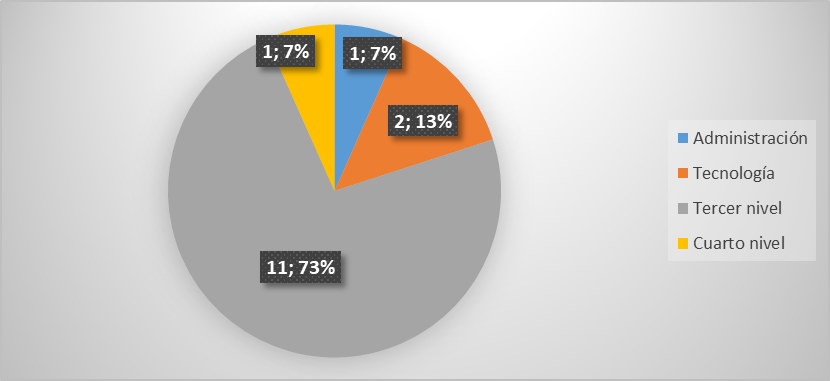 1; 7%
1; 7%
2; 13%
11; 73%
Administración
Tecnología
Tercer nivel
Cuarto nivel